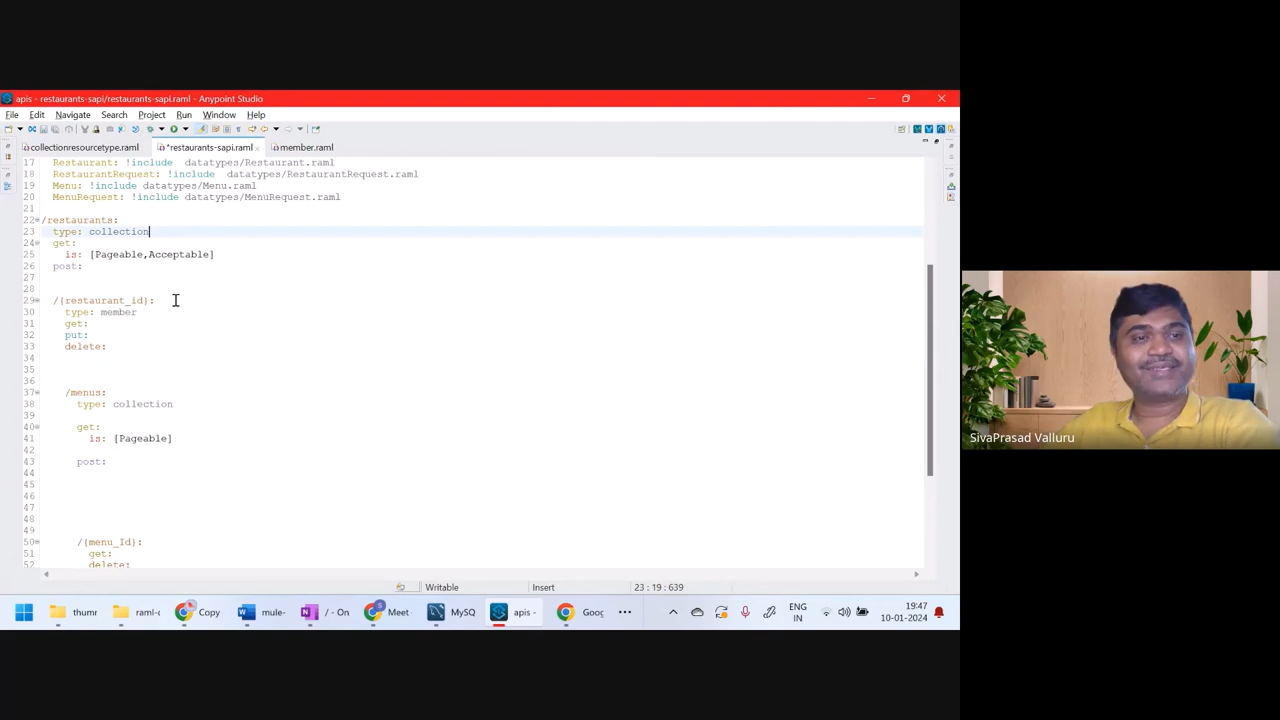 apis - restaurants-sapi/restaurants-sapi.raml - Anypoint Studio
File Edit Navigate Search Project Run Window Help
collectionresourcetype.raml *restaurants-sapi.raml member.raml
17 Restaurant: !include datatypes/Restaurant.raml
18 RestaurantRequest: !include datatypes/RestaurantRequest.raml
19 Menu: !include datatypes/Menu.raml
20 MenuRequest: !include datatypes/MenuRequest.raml
21
22 /restaurants:
23 type: collection
24 get:
25 is: [Pageable,Acceptable]
26 post:
27
28
29 /{restaurant_id}:
30 type: member
31 get:
32 put:
33 delete:
34
35
36
37 /menus:
38 type: collection
39
40 get:
41 is: [Pageable]
42
43 post:
44
45
46
47
48
49
50 /{menu_Id}:
51 get:
52 delete:
Writable Insert 23 : 19 : 639
thumr raml-c Copy mule- / - On Meet MySQ apis - Goog ENG IN 19:47 10-01-2024
SivaPrasad Valluru